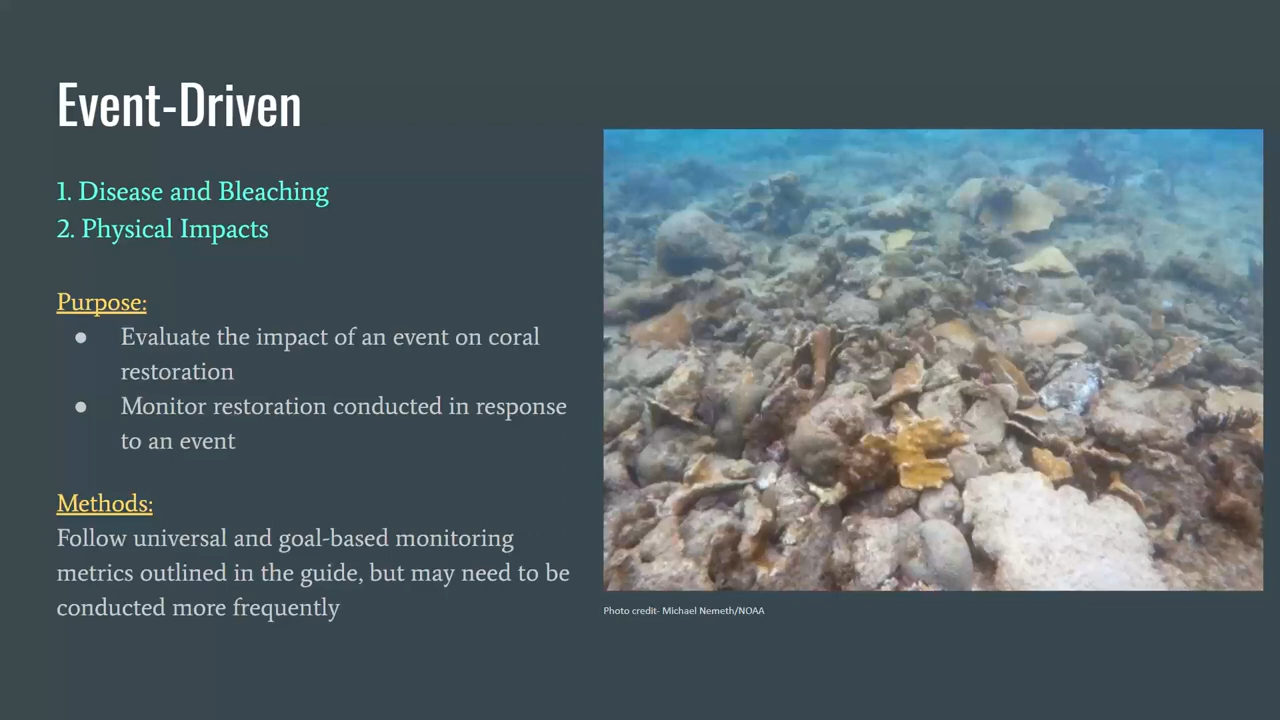 Event-Driven
1. Disease and Bleaching
2. Physical Impacts
Purpose:
● Evaluate the impact of an event on coral
restoration
● Monitor restoration conducted in response
to an event
Methods:
Follow universal and goal-based monitoring
metrics outlined in the guide, but may need to be
conducted more frequently
Photo credit- Michael Nemeth/NOAA